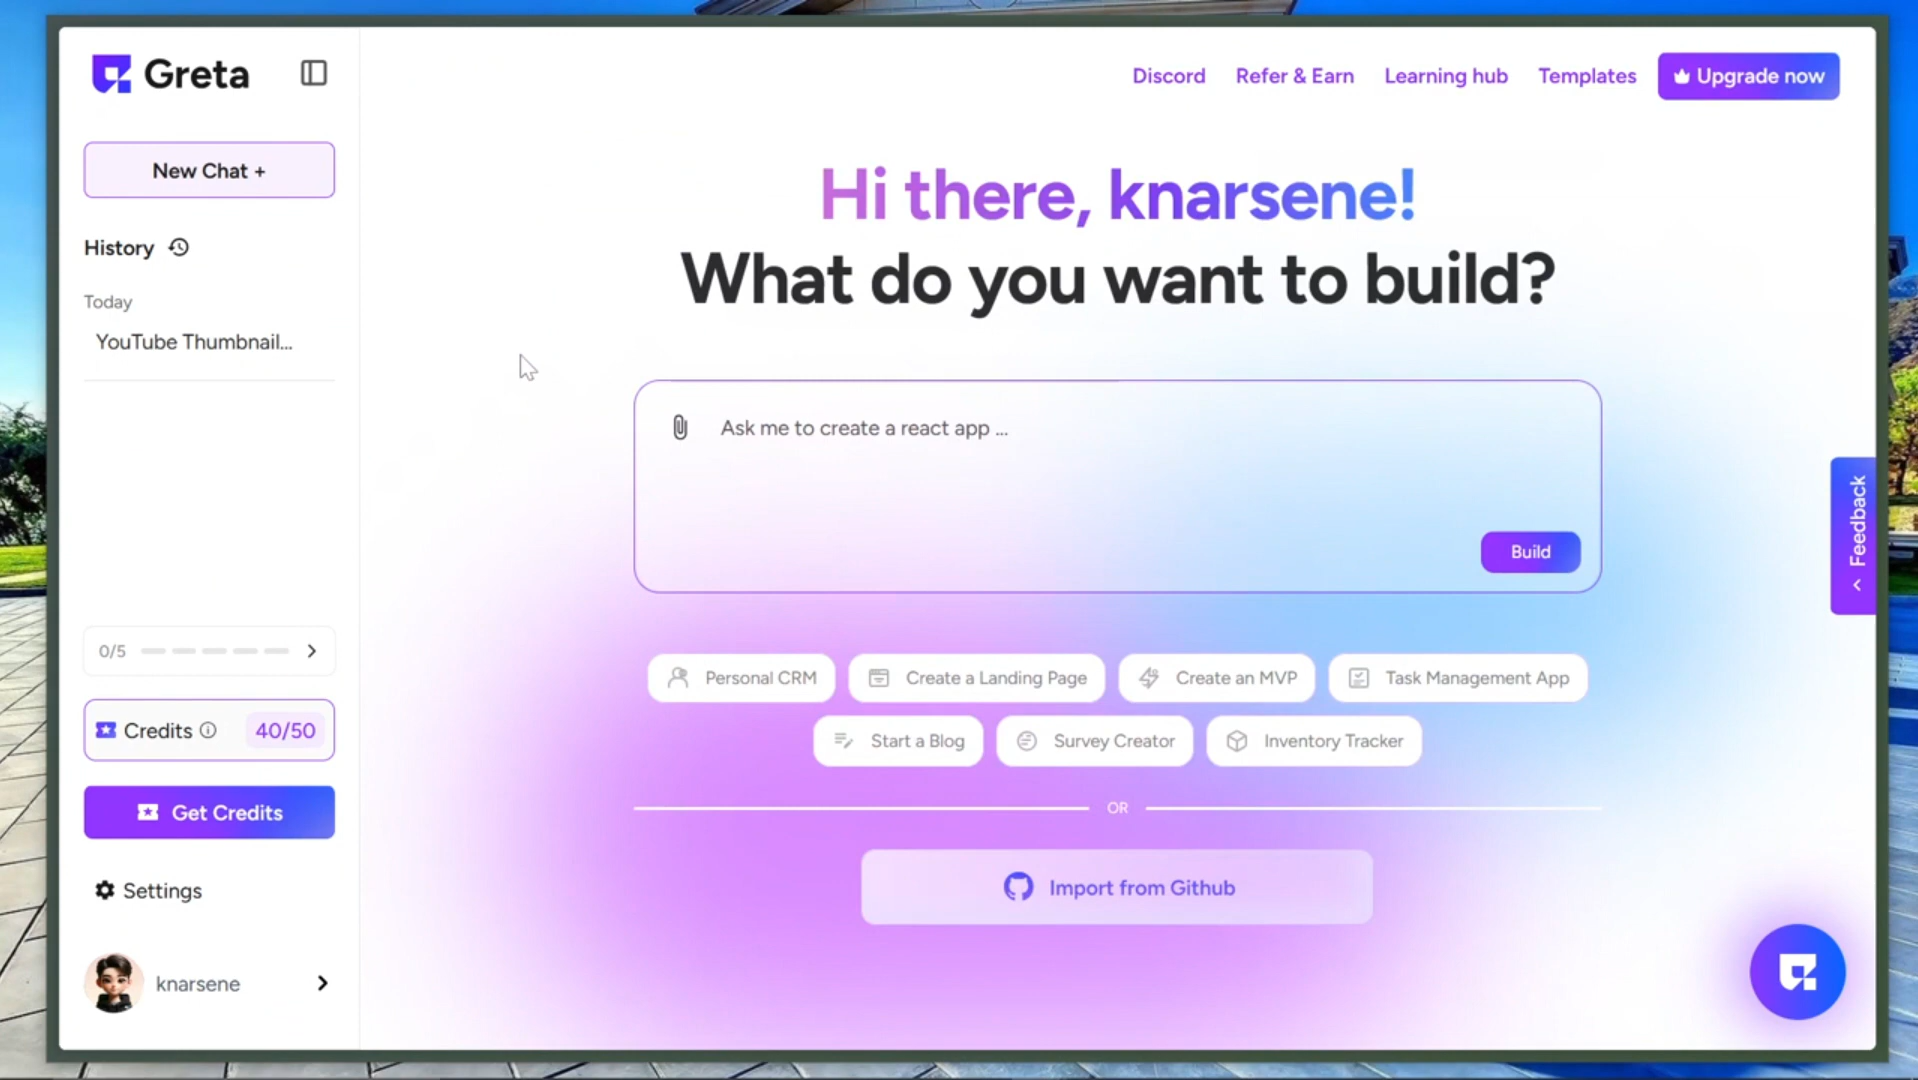 Greta
New Chat +
History
Today
YouTube Thumbnail...
0/5
Credits 40/50
Get Credits
Settings
knarsene
Discord Refer & Earn Learning hub Templates Upgrade now
Hi there, knarsene!
What do you want to build?
Ask me to create a react app ...
Build
Personal CRM Create a Landing Page Create an MVP Task Management App
Start a Blog Survey Creator Inventory Tracker
OR
Import from Github
Feedback